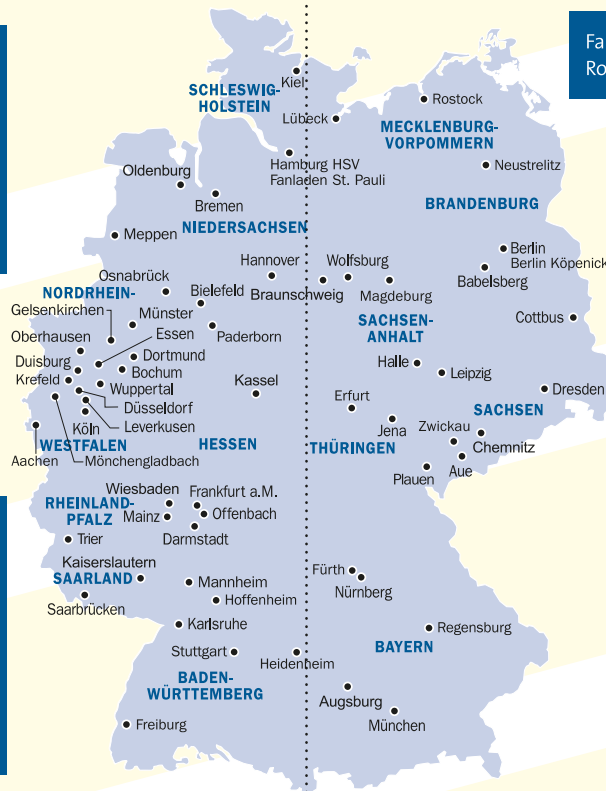 Fa
Ro
Kiel
SCHLESWIG-
HOLSTEIN
Rostock
Lübeck
MECKLENBURG-
VORPOMMERN
Hamburg HSV
Fanladen St. Pauli
Neustrelitz
Oldenburg
Bremen
BRANDENBURG
NIEDERSACHSEN
Meppen
Berlin
Berlin Köpenick
Hannover
Wolfsburg
Babelsberg
Osnabrück
Bielefeld
Braunschweig
Magdeburg
NORDRHEIN-
Gelsenkirchen
Münster
Cottbus
SACHSEN-
ANHALT
Oberhausen
Essen
Paderborn
Duisburg
Dortmund
Bochum
Halle
Leipzig
Krefeld
Wuppertal
Kassel
Dresden
Düsseldorf
Erfurt
SACHSEN
Köln
Leverkusen
Jena
Zwickau
WESTFALEN
HESSEN
THÜRINGEN
Chemnitz
Aachen
Mönchengladbach
Plauen
Aue
Wiesbaden
Frankfurt a.M.
RHEINLAND-
PFALZ
Mainz
Offenbach
Darmstadt
Trier
Kaiserslautern
Fürth
SAARLAND
Mannheim
Nürnberg
Saarbrücken
Hoffenheim
Karlsruhe
Regensburg
Stuttgart
Heidenheim
BAYERN
BADEN-
WÜRTTEMBERG
Augsburg
München
Freiburg